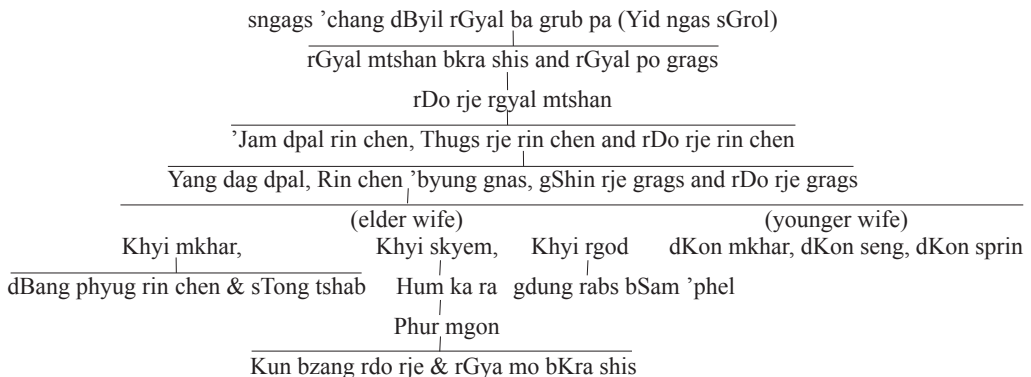 sngags ’chang dByil rGyal ba grub pa (Yid ngas sGrol)
rGyal mtshan bkra shis and rGyal po grags
rDo rje rgyal mtshan
’Jam dpal rin chen, Thugs rje rin chen and rDo rje rin chen
Yang dag dpal, Rin chen ’byung gnas, gShin rje grags and rDo rje grags
(elder wife) (younger wife)
Khyi mkhar, Khyi skyem, Khyi rgod dKon mkhar, dKon seng, dKon sprin
dBang phyug rin chen & sTong tshab Hum ka ra gdung rabs bSam ’phel
Phur mgon
Kun bzang rdo rje & rGya mo bKra shis